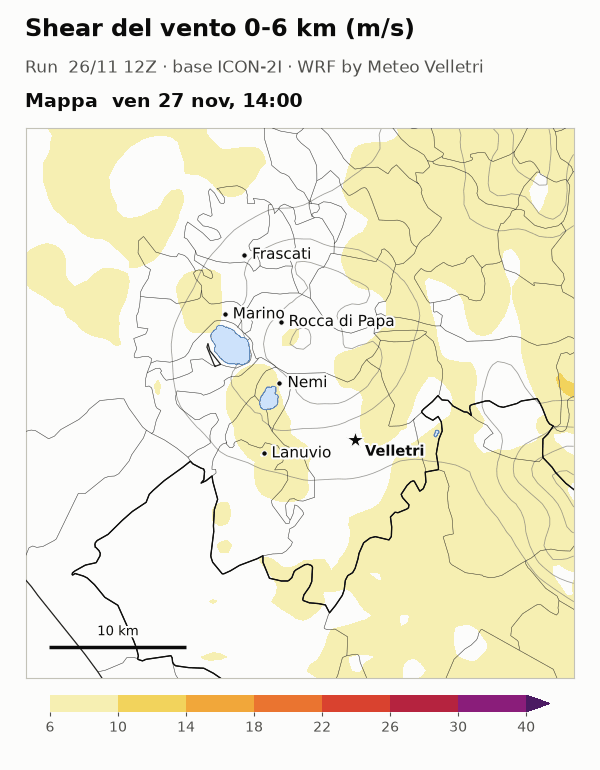 Shear del vento 0-6 km (m/s)
Run  26/11 12Z · base ICON-2I · WRF by Meteo Velletri
Mappa  ven 27 nov, 14:00
Frascati
Marino
Rocca di Papa
Nemi
Velletri
Lanuvio
10 km
6 10 14 18 22 26 30 40